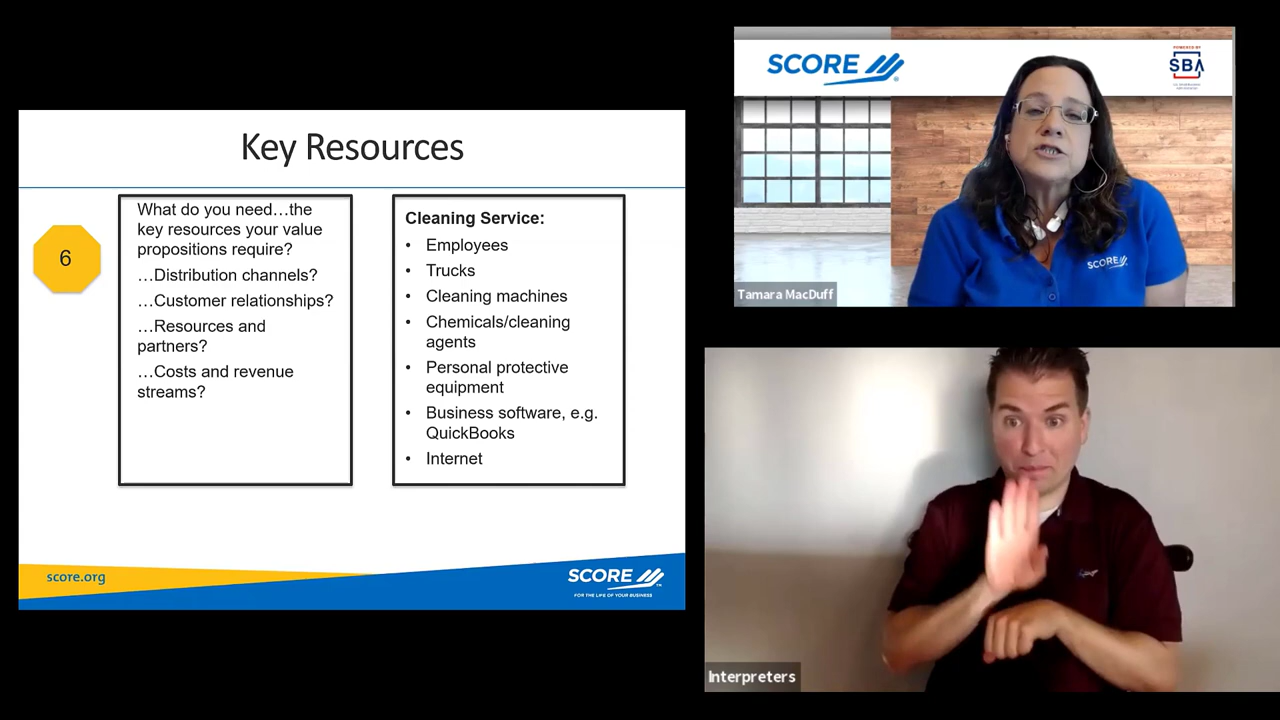 Key Resources
6
What do you need…the
key resources your value
propositions require?
…Distribution channels?
…Customer relationships?
…Resources and
partners?
…Costs and revenue
streams?
Cleaning Service:
• Employees
• Trucks
• Cleaning machines
• Chemicals/cleaning
agents
• Personal protective
equipment
• Business software, e.g.
QuickBooks
• Internet
score.org
SCORE
FOR THE LIFE OF YOUR BUSINESS
SCORE
POWERED BY
SBA
SCORE
Tamara MacDuff
Interpreters